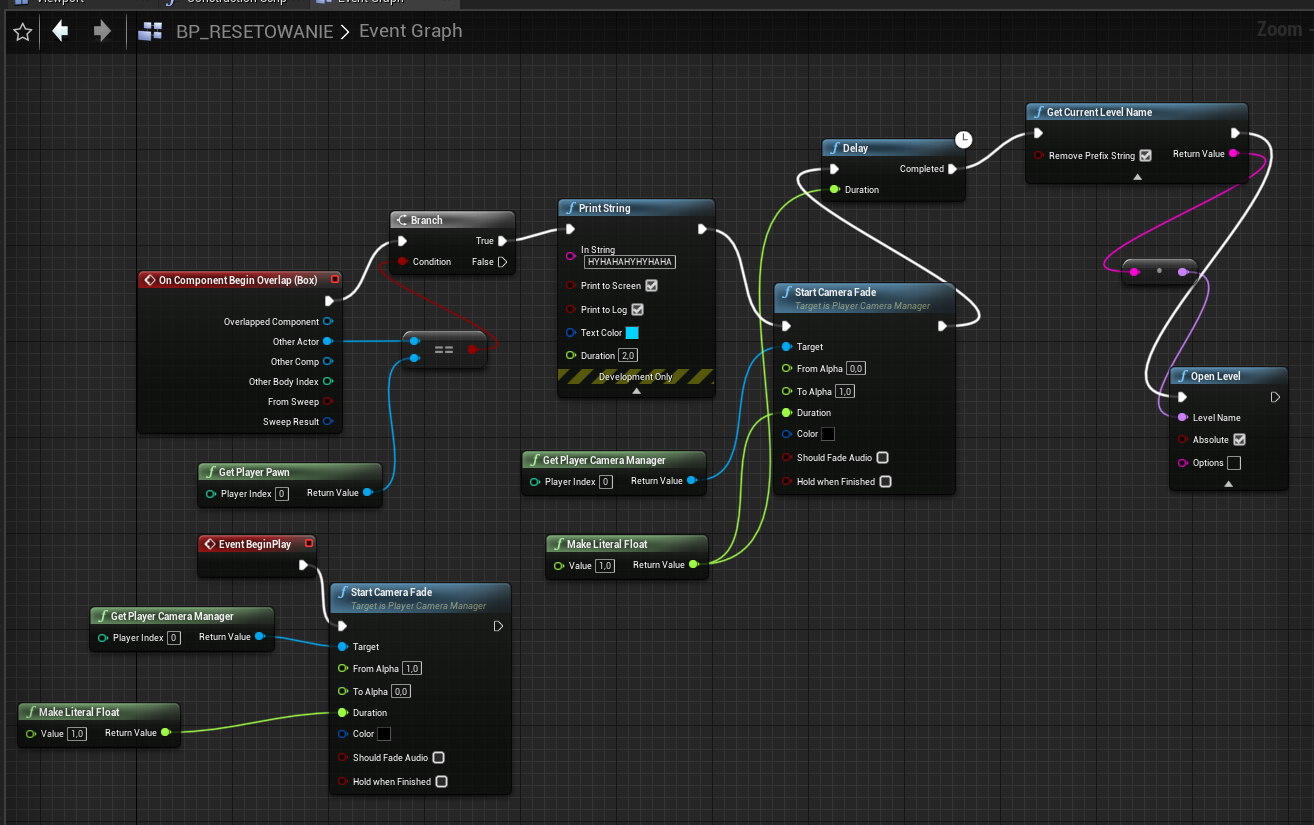 BP_RESETOWANIE > Event Graph
Zoom -
Get Current Level Name
Remove Prefix String
Return Value
Delay
Completed
Duration
Branch
True
Condition
False
Print String
In String
HYHAHAHYHYHAHA
Print to Screen
Print to Log
Text Color
Duration 2,0
Development Only
On Component Begin Overlap (Box)
Overlapped Component
Other Actor
Other Comp
Other Body Index
From Sweep
Sweep Result
==
Start Camera Fade
Target is Player Camera Manager
Target
From Alpha 0,0
To Alpha 1,0
Duration
Color
Should Fade Audio
Hold when Finished
Open Level
Level Name
Absolute
Options
Get Player Pawn
Player Index 0
Return Value
Get Player Camera Manager
Player Index 0
Return Value
Event BeginPlay
Make Literal Float
Value 1,0
Return Value
Start Camera Fade
Target is Player Camera Manager
Target
From Alpha 1,0
To Alpha 0,0
Duration
Color
Should Fade Audio
Hold when Finished
Get Player Camera Manager
Player Index 0
Return Value
Make Literal Float
Value 1,0
Return Value